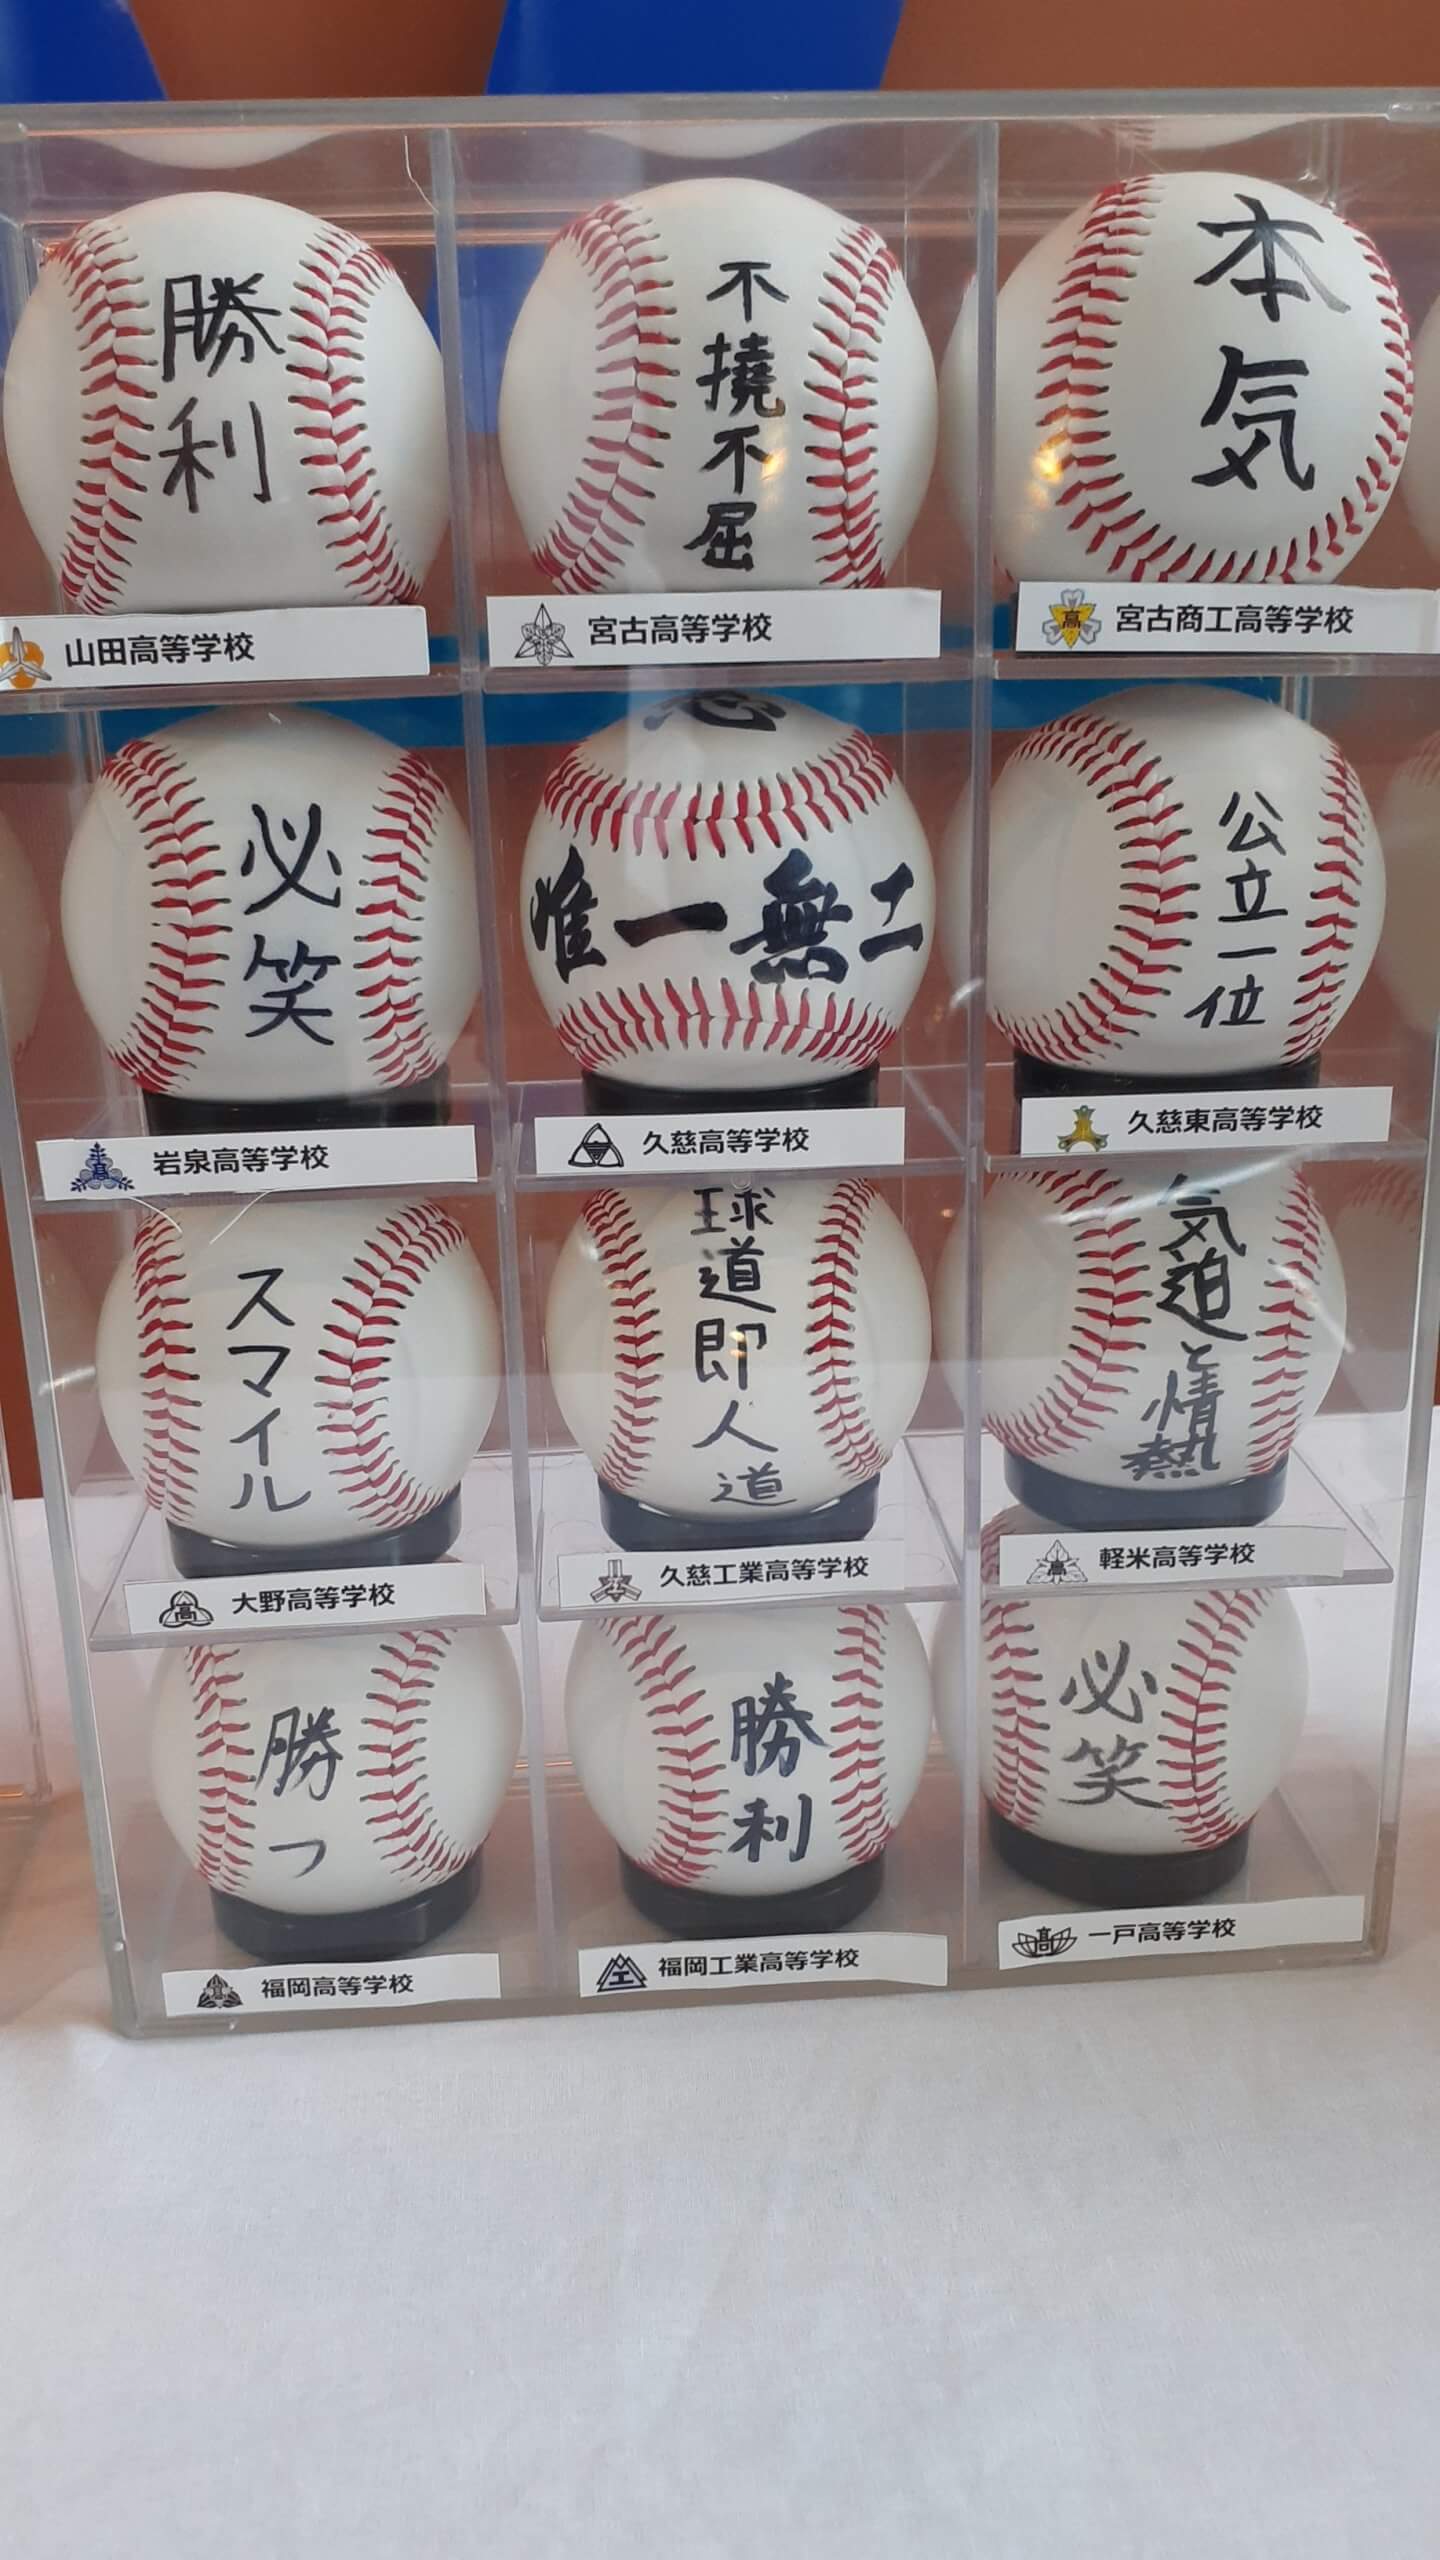 勝利
不撓不屈
本気
山田高等学校
宮古高等学校
宮古商工高等学校
必笑
唯一無二
公立一位
岩泉高等学校
久慈高等学校
久慈東高等学校
スマイル
球道即人道
気迫と情熱
大野高等学校
久慈工業高等学校
軽米高等学校
勝つ
勝利
必笑
福岡高等学校
福岡工業高等学校
一戸高等学校